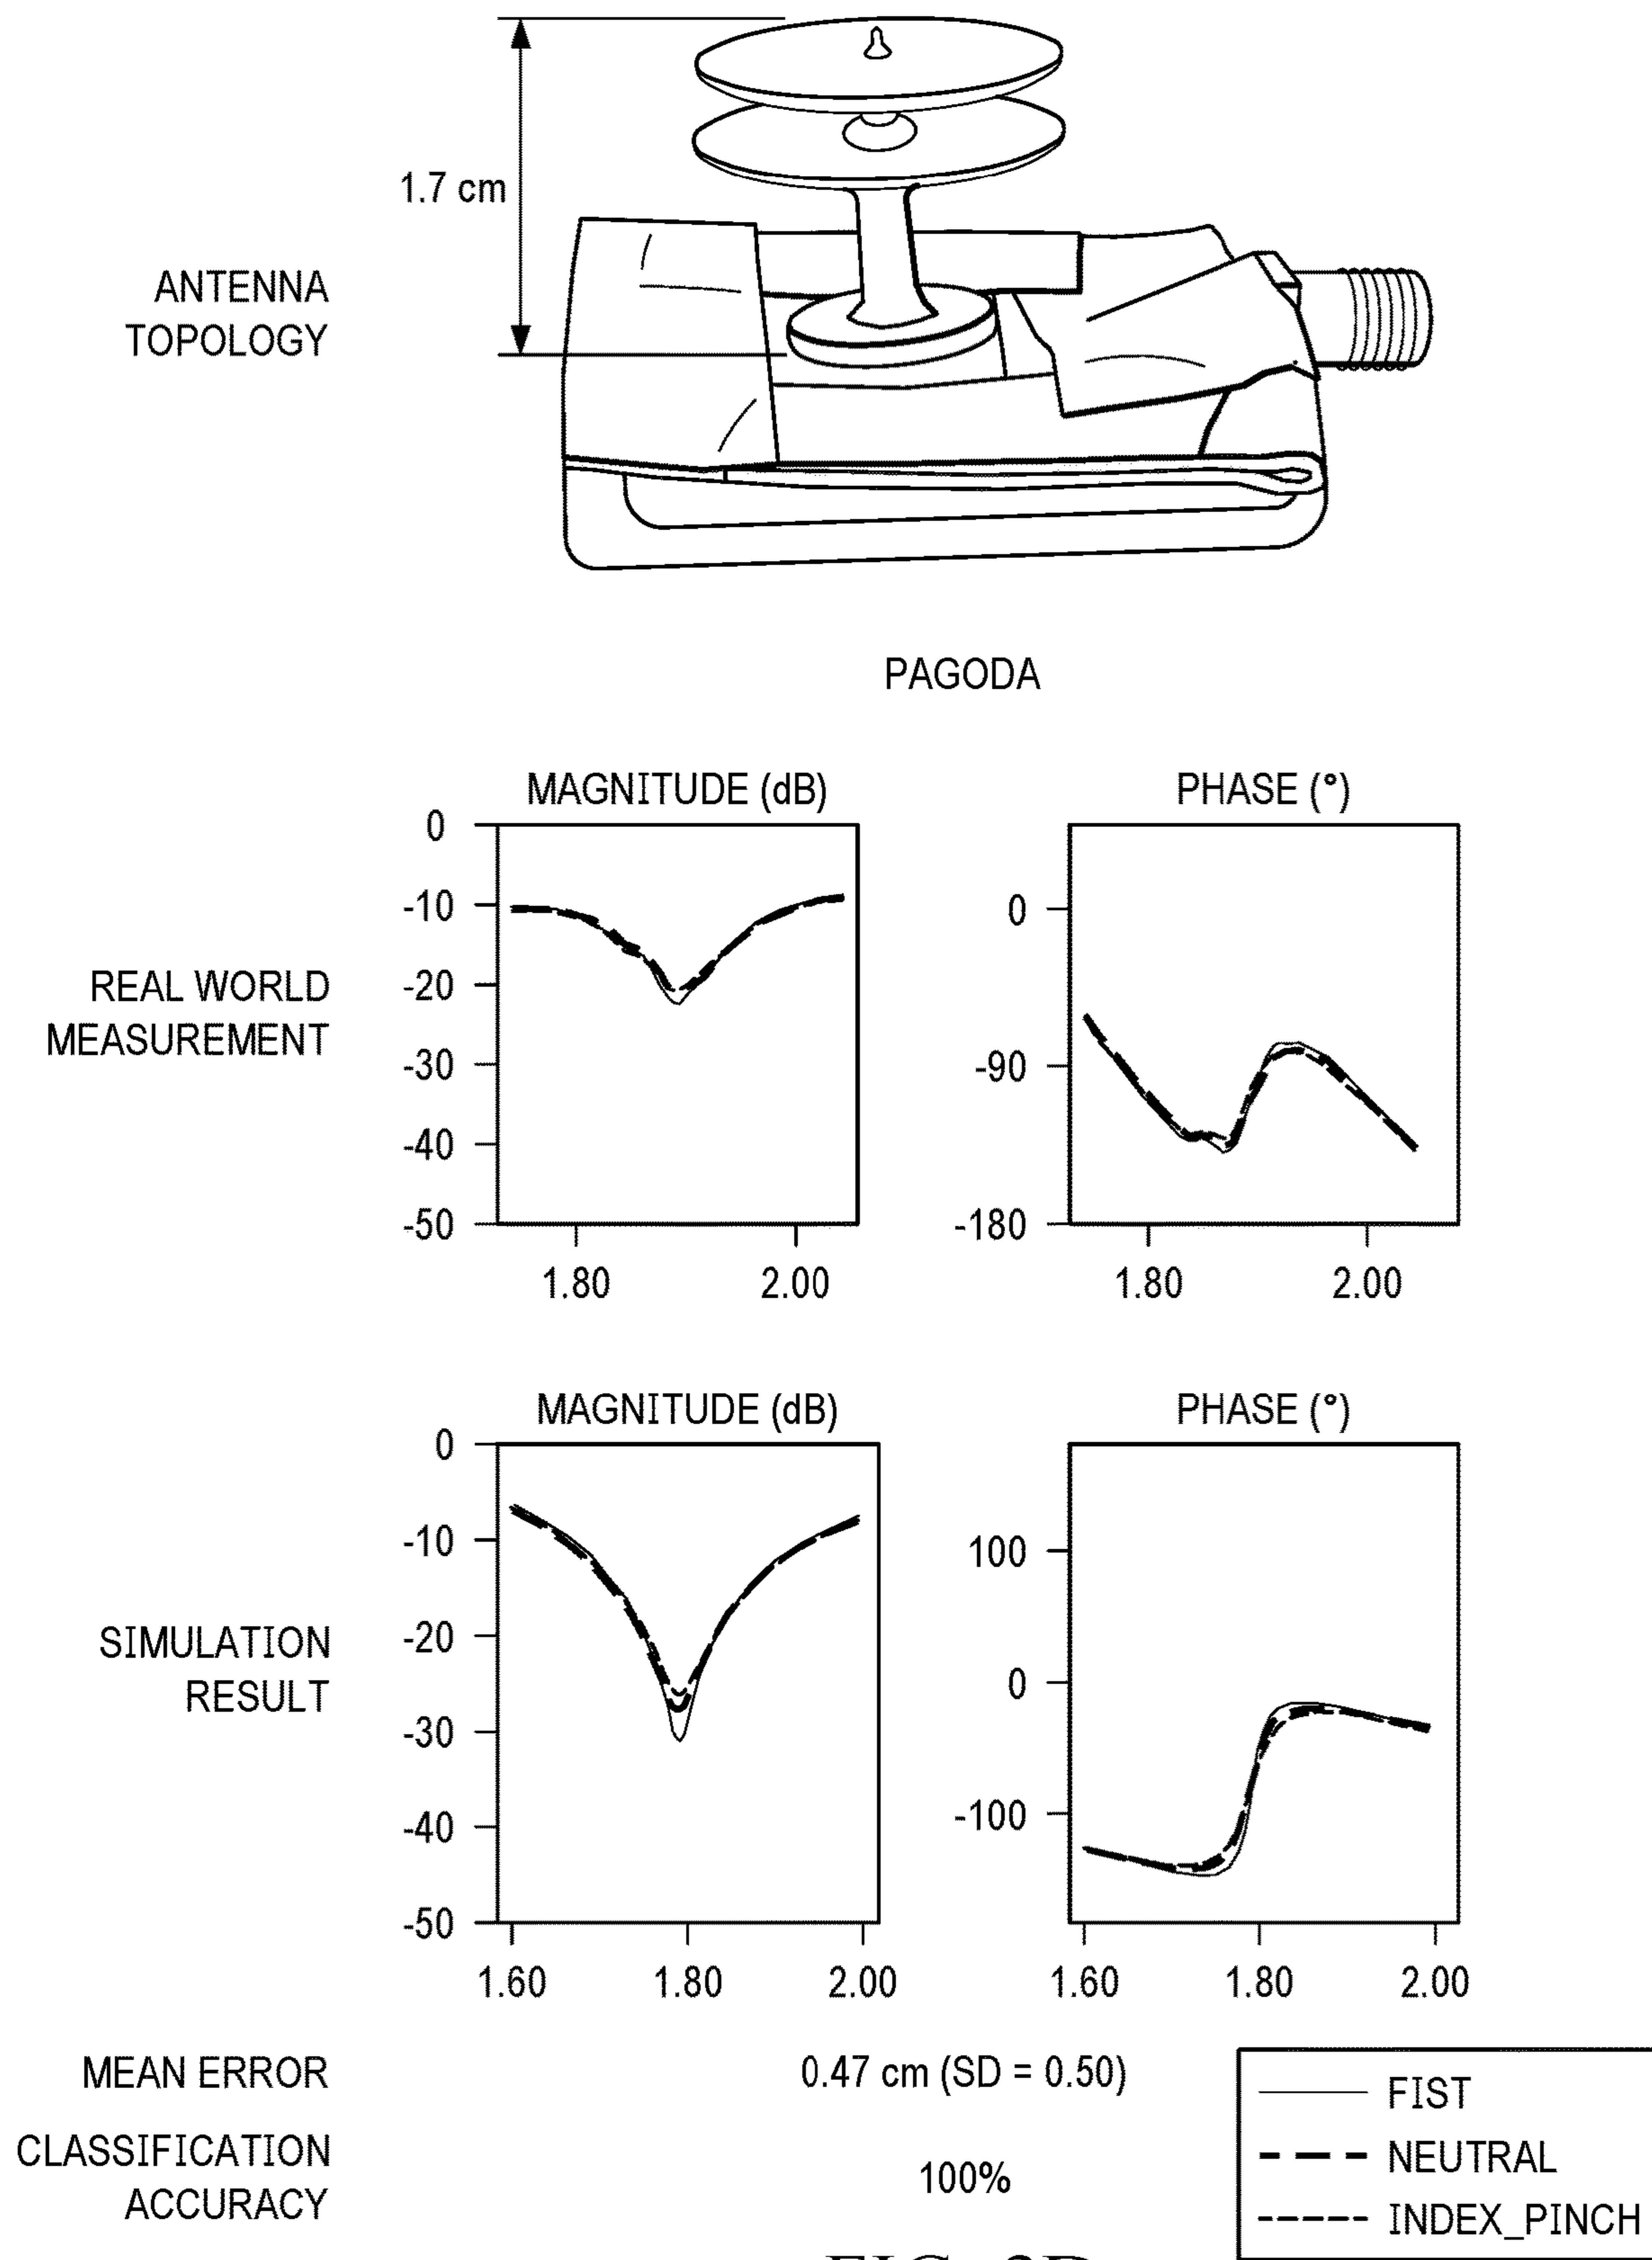 1.7 cm
ANTENNA
TOPOLOGY
PAGODA
MAGNITUDE (dB)
PHASE (°)
0
-10
-20
-30
-40
-50
1.80
2.00
0
-90
-180
1.80
2.00
REAL WORLD
MEASUREMENT
MAGNITUDE (dB)
PHASE (°)
0
-10
-20
-30
-40
-50
1.60
1.80
2.00
100
0
-100
1.60
1.80
2.00
SIMULATION
RESULT
MEAN ERROR
0.47 cm (SD = 0.50)
CLASSIFICATION
ACCURACY
100%
FIST
NEUTRAL
INDEX_PINCH